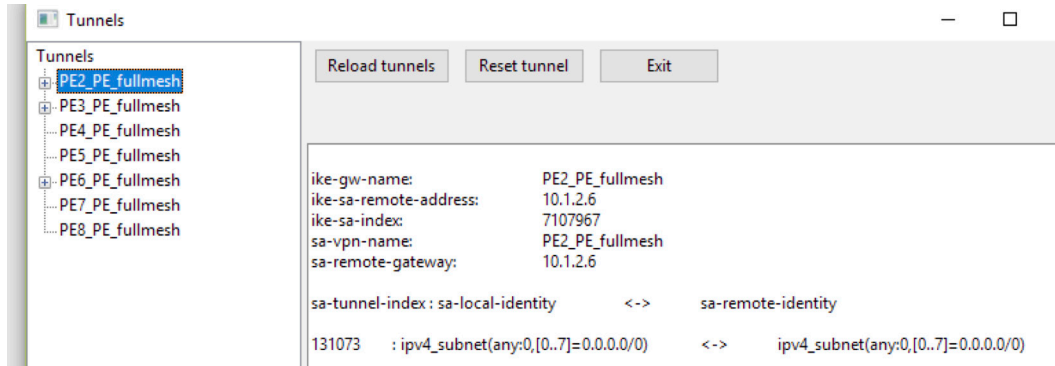 Tunnels
Tunnels
PE2_PE_fullmesh
PE3_PE_fullmesh
PE4_PE_fullmesh
PE5_PE_fullmesh
PE6_PE_fullmesh
PE7_PE_fullmesh
PE8_PE_fullmesh
Reload tunnels Reset tunnel Exit
ike-gw-name: PE2_PE_fullmesh
ike-sa-remote-address: 10.1.2.6
ike-sa-index: 7107967
sa-vpn-name: PE2_PE_fullmesh
sa-remote-gateway: 10.1.2.6
sa-tunnel-index : sa-local-identity <-> sa-remote-identity
131073 : ipv4_subnet(any:0,[0..7]=0.0.0.0/0) <-> ipv4_subnet(any:0,[0..7]=0.0.0.0/0)